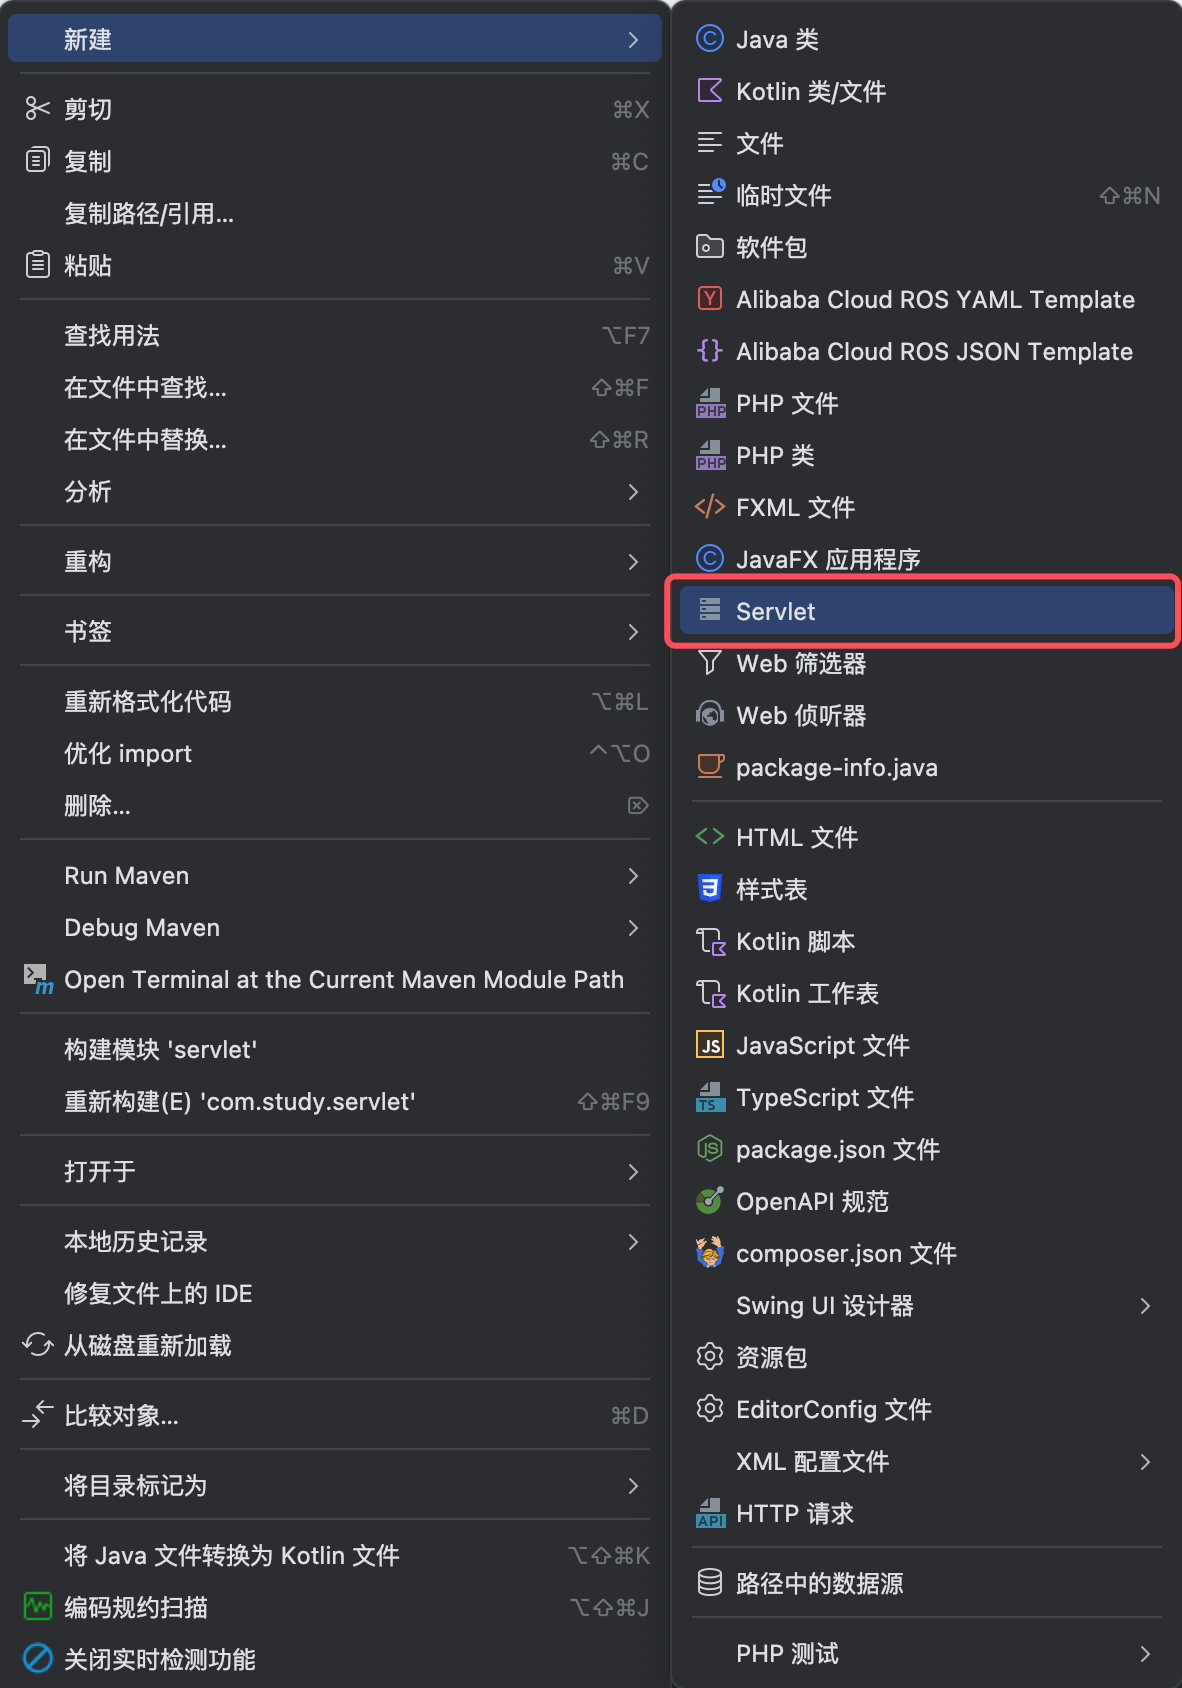 新建
剪切 ⌘X
复制 ⌘C
复制路径/引用...
粘贴 ⌘V
查找用法 ⌥F7
在文件中查找... ⇧⌘F
在文件中替换... ⇧⌘R
分析
重构
书签
重新格式化代码 ⌥⌘L
优化 import ^⌥O
删除... ⌦
Run Maven
Debug Maven
Open Terminal at the Current Maven Module Path
构建模块 'servlet'
重新构建(E) 'com.study.servlet' ⇧⌘F9
打开于
本地历史记录
修复文件上的 IDE
从磁盘重新加载
比较对象... ⌘D
将目录标记为
将 Java 文件转换为 Kotlin 文件 ⌥⇧⌘K
编码规约扫描 ⌥⇧⌘J
关闭实时检测功能
Java 类
Kotlin 类/文件
文件
临时文件 ⇧⌘N
软件包
Alibaba Cloud ROS YAML Template
Alibaba Cloud ROS JSON Template
PHP 文件
PHP 类
FXML 文件
JavaFX 应用程序
Servlet
Web 筛选器
Web 侦听器
package-info.java
HTML 文件
样式表
Kotlin 脚本
Kotlin 工作表
JavaScript 文件
TypeScript 文件
package.json 文件
OpenAPI 规范
composer.json 文件
Swing UI 设计器
资源包
EditorConfig 文件
XML 配置文件
HTTP 请求
路径中的数据源
PHP 测试